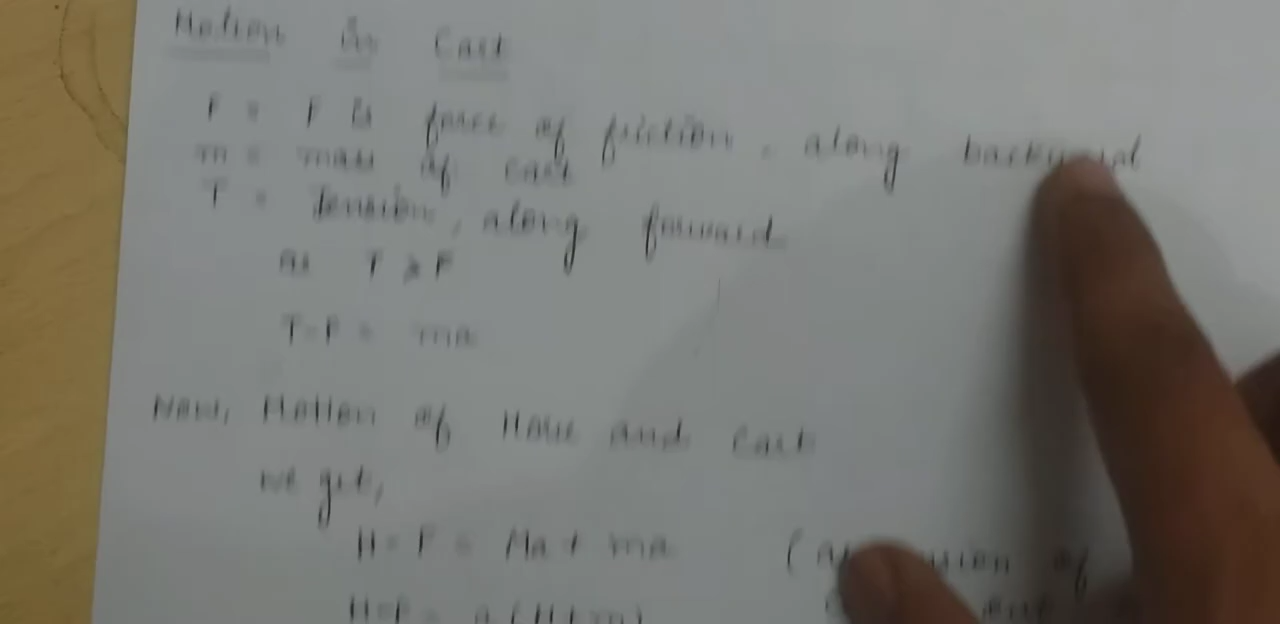 Motion in Cart
F = F is force of friction, along backward
m = mass of cart
T = Tension, along forward
as T > F
T-F = ma
Now, Motion of Horse and Cart
we get,
H-F = Ma + ma ( of
H-F = a(M+m)